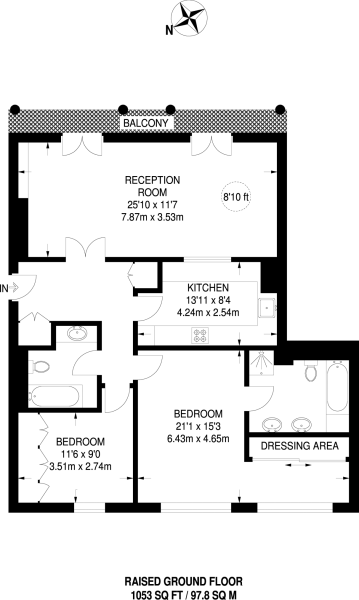 N
BALCONY
RECEPTION
ROOM
25'10 x 11'7
7.87m x 3.53m
8'10 ft
IN
KITCHEN
13'11 x 8'4
4.24m x 2.54m
BEDROOM
21'1 x 15'3
6.43m x 4.65m
DRESSING AREA
BEDROOM
11'6 x 9'0
3.51m x 2.74m
RAISED GROUND FLOOR
1053 SQ FT / 97.8 SQ M